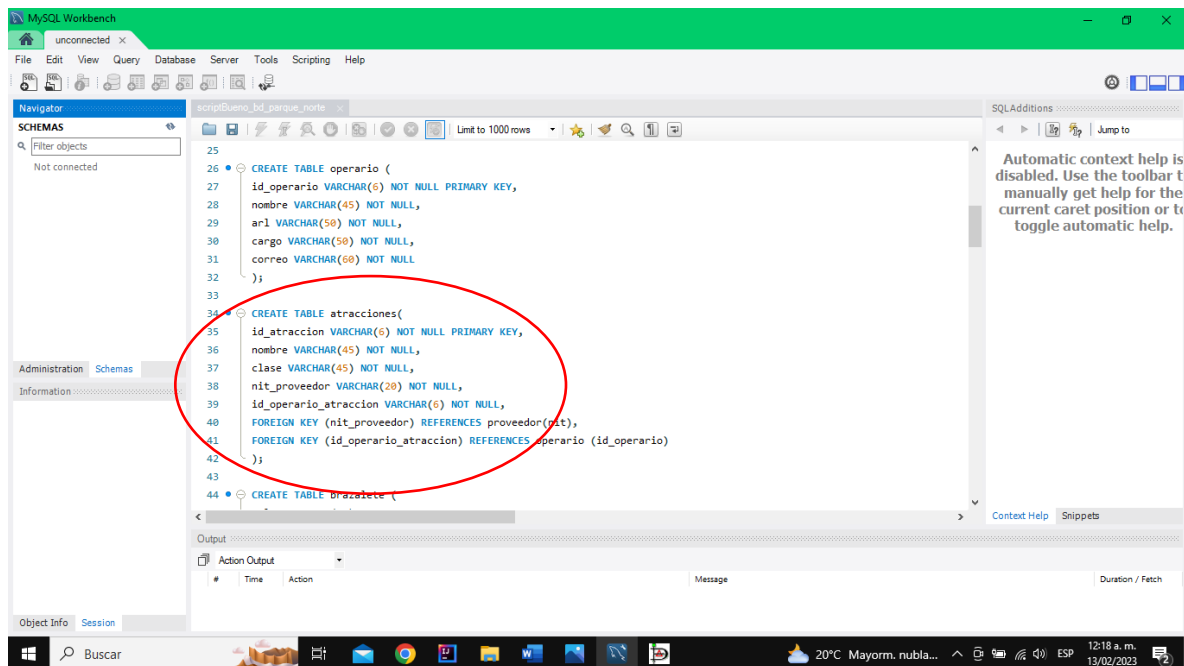 MySQL Workbench
unconnected ×
File Edit View Query Database Server Tools Scripting Help
Navigator
SCHEMAS
Filter objects
Not connected
Administration Schemas
Information
Object Info Session
scriptBueno_bd_parque_norte ×
Limit to 1000 rows
25
26 CREATE TABLE operario (
27 id_operario VARCHAR(6) NOT NULL PRIMARY KEY,
28 nombre VARCHAR(45) NOT NULL,
29 arl VARCHAR(50) NOT NULL,
30 cargo VARCHAR(50) NOT NULL,
31 correo VARCHAR(60) NOT NULL
32 );
33
34 CREATE TABLE atracciones(
35 id_atraccion VARCHAR(6) NOT NULL PRIMARY KEY,
36 nombre VARCHAR(45) NOT NULL,
37 clase VARCHAR(45) NOT NULL,
38 nit_proveedor VARCHAR(20) NOT NULL,
39 id_operario_atraccion VARCHAR(6) NOT NULL,
40 FOREIGN KEY (nit_proveedor) REFERENCES proveedor(nit),
41 FOREIGN KEY (id_operario_atraccion) REFERENCES operario (id_operario)
42 );
43
44 CREATE TABLE brazalete (
Output
Action Output
# Time Action Message Duration / Fetch
SQLAdditions
Jump to
Automatic context help is
disabled. Use the toolbar t
manually get help for the
current caret position or to
toggle automatic help.
Context Help Snippets
Buscar
20°C Mayorm. nubla...
ESP
12:18 a. m.
13/02/2023
2